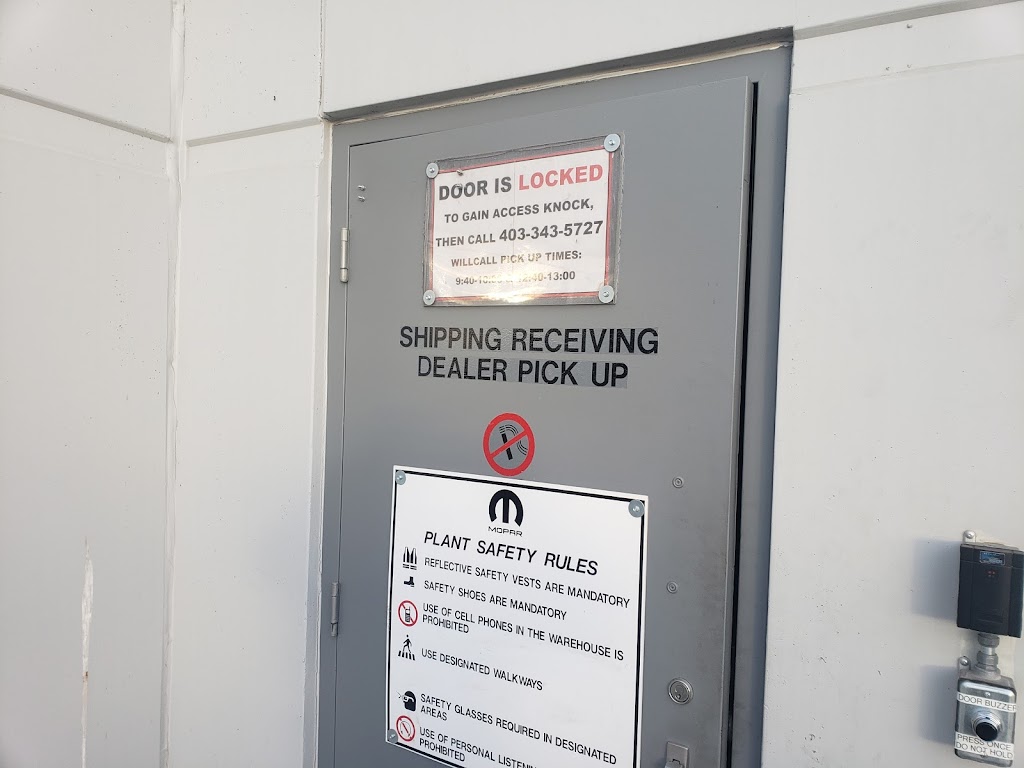 DOOR IS LOCKED
TO GAIN ACCESS KNOCK,
THEN CALL 403-343-5727
WILLCALL PICK UP TIMES:
SHIPPING RECEIVING
DEALER PICK UP
MOPAR
PLANT SAFETY RULES
REFLECTIVE SAFETY VESTS ARE MANDATORY
SAFETY SHOES ARE MANDATORY
USE OF CELL PHONES IN THE WAREHOUSE IS
PROHIBITED
USE DESIGNATED WALKWAYS
SAFETY GLASSES REQUIRED IN DESIGNATED
AREAS
USE OF PERSONAL
PROHIBITED
DOOR BUZZER
PRESS ONCE
DO NOT HOLD